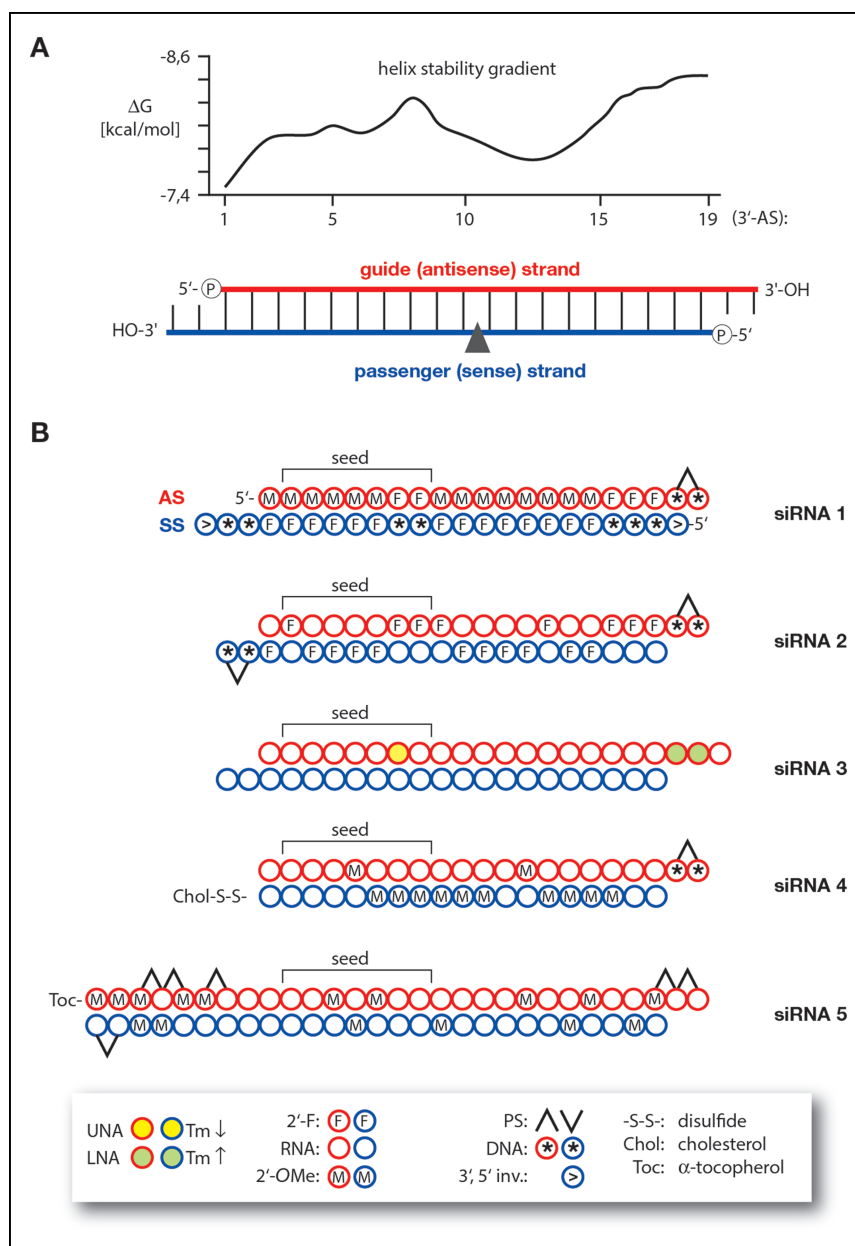 A
-8,6
helix stability gradient
ΔG
[kcal/mol]
-7,4
1 5 10 15 19 (3'-AS):
guide (antisense) strand
5'- P 3'-OH
HO-3' P -5'
passenger (sense) strand
B
seed
AS 5'- M M M M M M F F M M M M M M M M F F F * *
siRNA 1
SS > * * F F F F F F * * F F F F F F F F * * * > -5'
seed
F F F F F F F F * *
siRNA 2
* * F F F F F F F F F F F
seed
siRNA 3
seed
M M * *
siRNA 4
Chol-S-S- M M M M M M M M M M
seed
Toc- M M M M M M M M M M
siRNA 5
M M M M M M
UNA Tm ↓
LNA Tm ↑
2'-F: F F
RNA:
2'-OMe: M M
PS:
DNA: * *
3', 5' inv.: >
-S-S-: disulfide
Chol: cholesterol
Toc: α-tocopherol